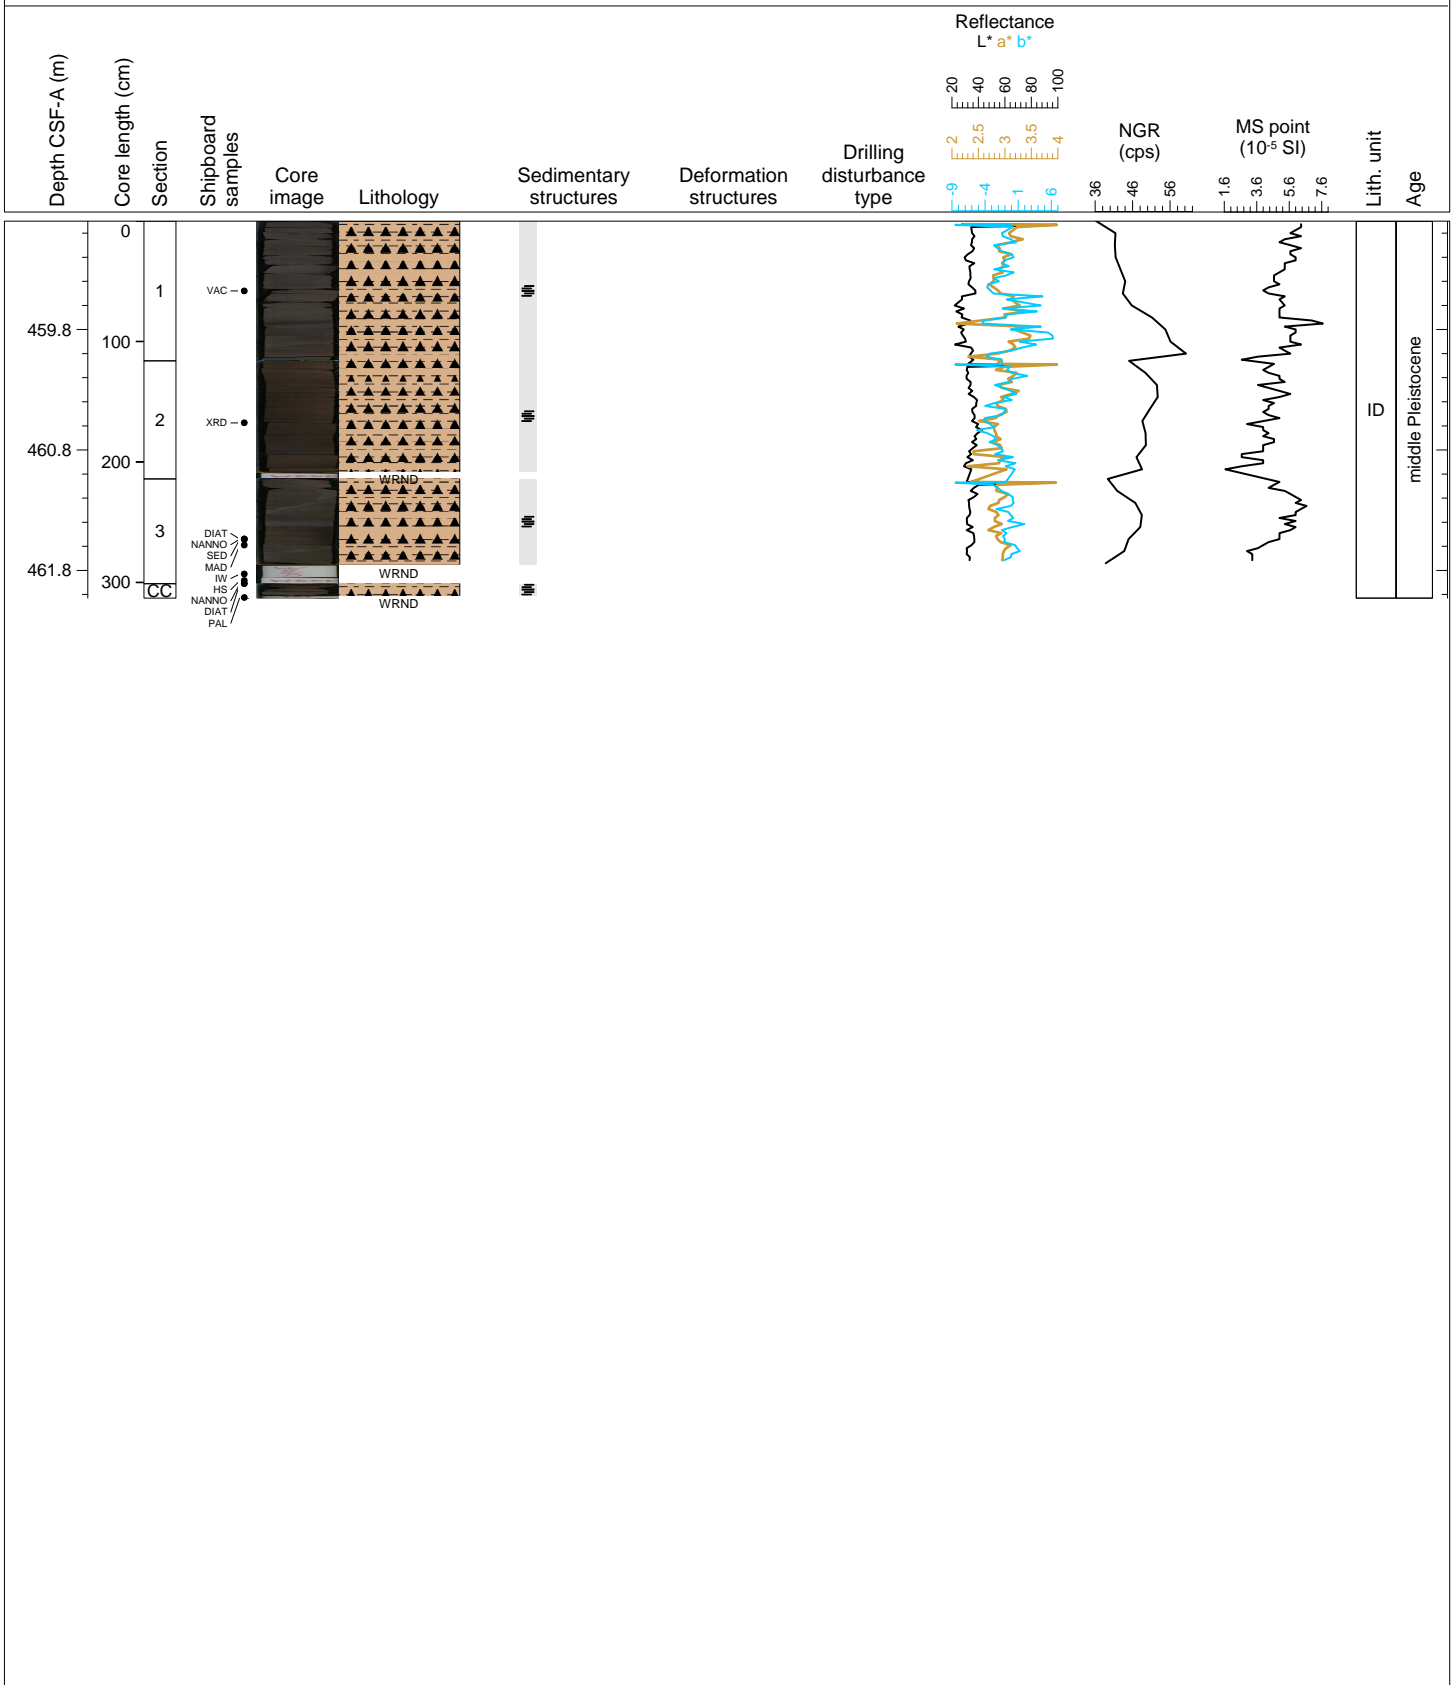 Depth CSF-A (m)
Core length (cm)
Section
Shipboard
samples
Core
image
Lithology
Sedimentary
structures
Deformation
structures
Drilling
disturbance
type
Reflectance
L* a* b*
20 40 60 80 100
2 2.5 3 3.5 4
-9 -4 1 6
NGR
(cps)
36 46 56
MS point
(10⁻⁵ SI)
1.6 3.6 5.6 7.6
Lith. unit
Age
0
1
VAC
459.8
100
2
XRD
ID
middle Pleistocene
460.8
200
WRND
3
DIAT
NANNO
SED
MAD
461.8
IW
WRND
300
CC
HS
NANNO
WRND
DIAT
PAL